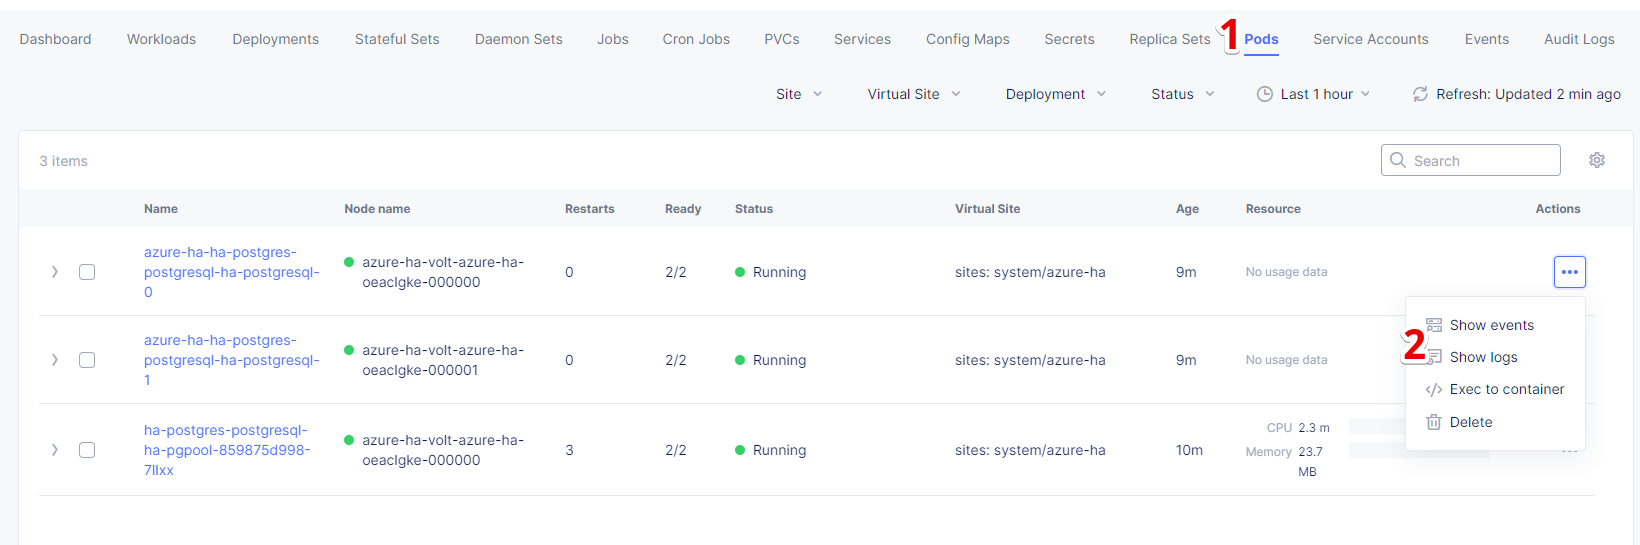 Dashboard Workloads Deployments Stateful Sets Daemon Sets Jobs Cron Jobs PVCs Services Config Maps Secrets Replica Sets 1 Pods Service Accounts Events Audit Logs
Site Virtual Site Deployment Status Last 1 hour Refresh: Updated 2 min ago
3 items Search
Name Node name Restarts Ready Status Virtual Site Age Resource Actions
azure-ha-ha-postgres-
postgresql-ha-postgresql-
0
azure-ha-volt-azure-ha-
oeaclgke-000000
0 2/2 Running sites: system/azure-ha 9m No usage data
Show events
2 Show logs
Exec to container
Delete
azure-ha-ha-postgres-
postgresql-ha-postgresql-
1
azure-ha-volt-azure-ha-
oeaclgke-000001
0 2/2 Running sites: system/azure-ha 9m No usage data
ha-postgres-postgresql-
ha-pgpool-859875d998-
7llxx
azure-ha-volt-azure-ha-
oeaclgke-000000
3 2/2 Running sites: system/azure-ha 10m
CPU 2.3 m
Memory 23.7
MB